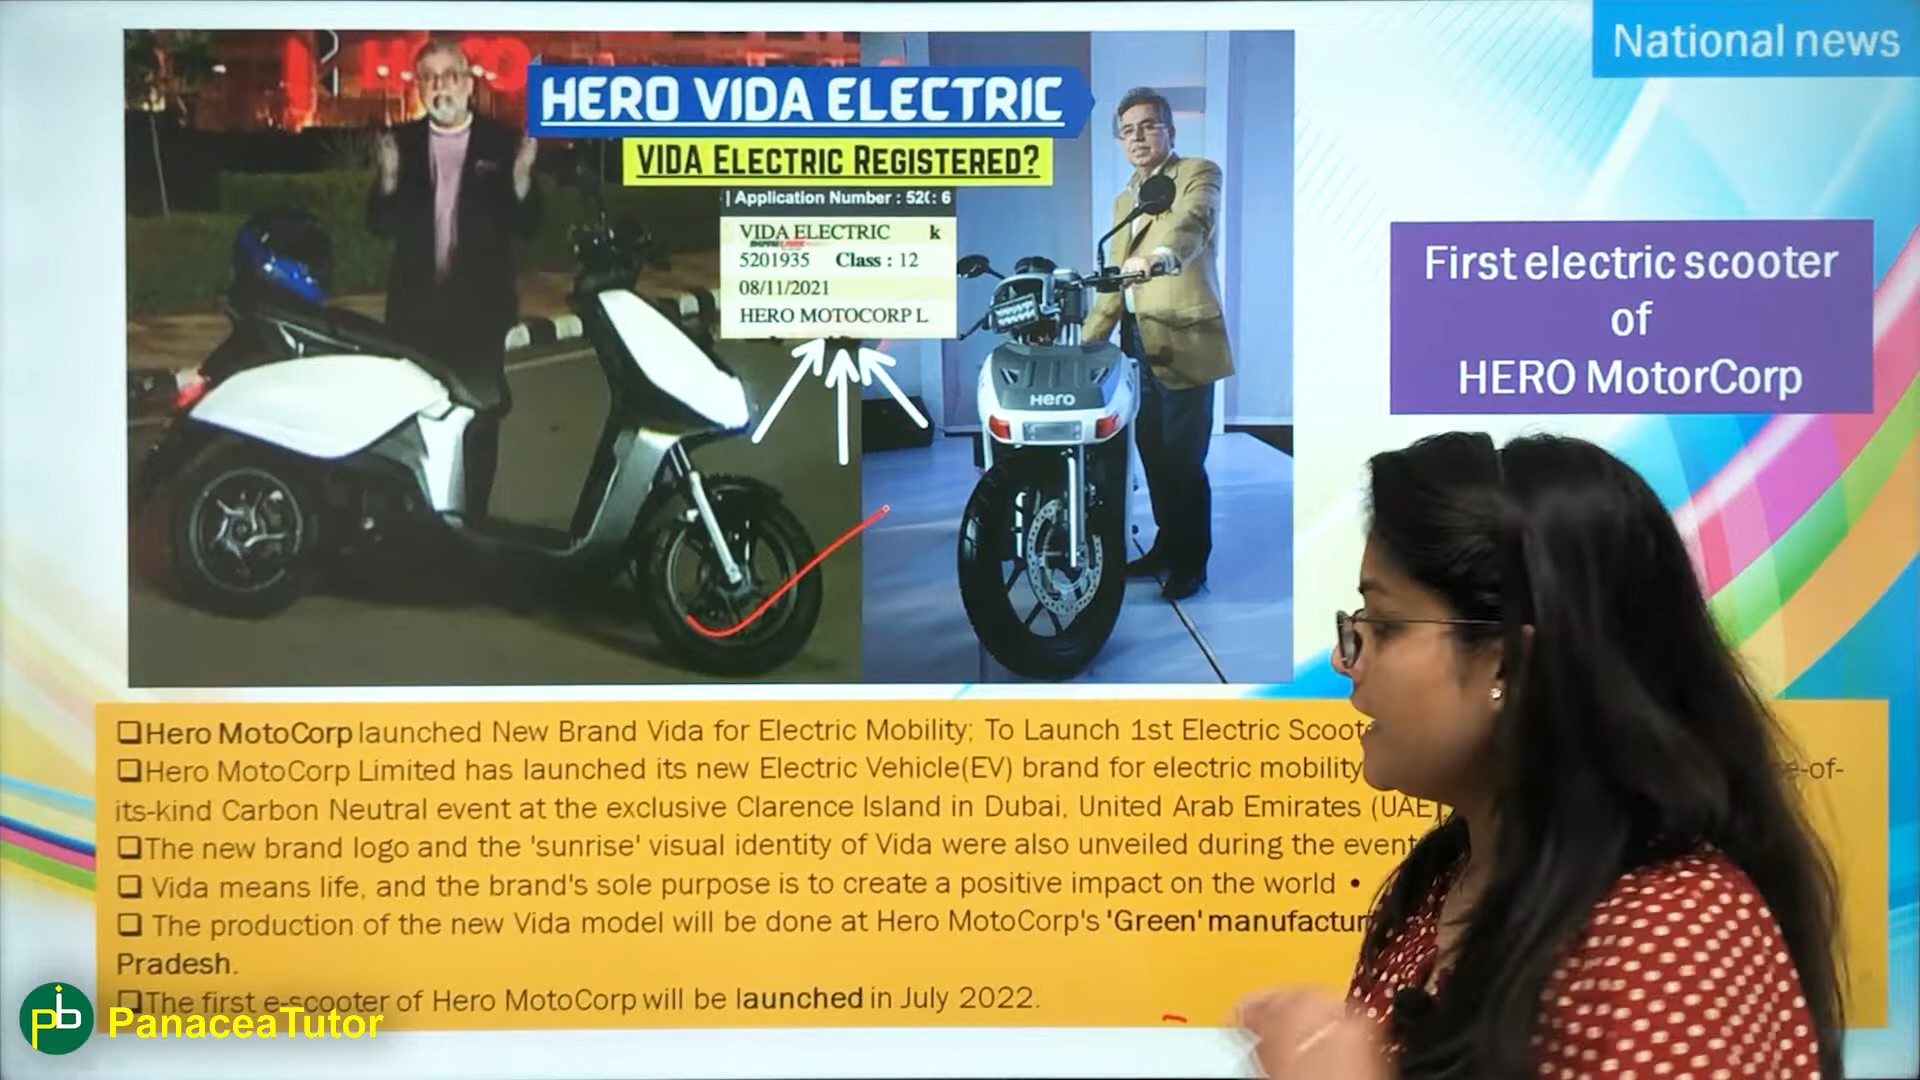 National news
HERO VIDA ELECTRIC
VIDA ELECTRIC REGISTERED?
Application Number : 520: 6
VIDA ELECTRIC k
5201935 Class : 12
08/11/2021
HERO MOTOCORP L
Hero
First electric scooter
of
HERO MotorCorp
❑Hero MotoCorp launched New Brand Vida for Electric Mobility; To Launch 1st Electric
❑Hero MotoCorp Limited has launched its new Electric Vehicle(EV) brand for electric mobility
its-kind Carbon Neutral event at the exclusive Clarence Island in Dubai, United Arab Emirates (UAE)
❑The new brand logo and the 'sunrise' visual identity of Vida were also unveiled during the event
❑ Vida means life, and the brand's sole purpose is to create a positive impact on the world •
❑ The production of the new Vida model will be done at Hero MotoCorp's 'Green'
Pradesh.
❑The first e-scooter of Hero MotoCorp will be launched in July 2022.
pb PanaceaTutor